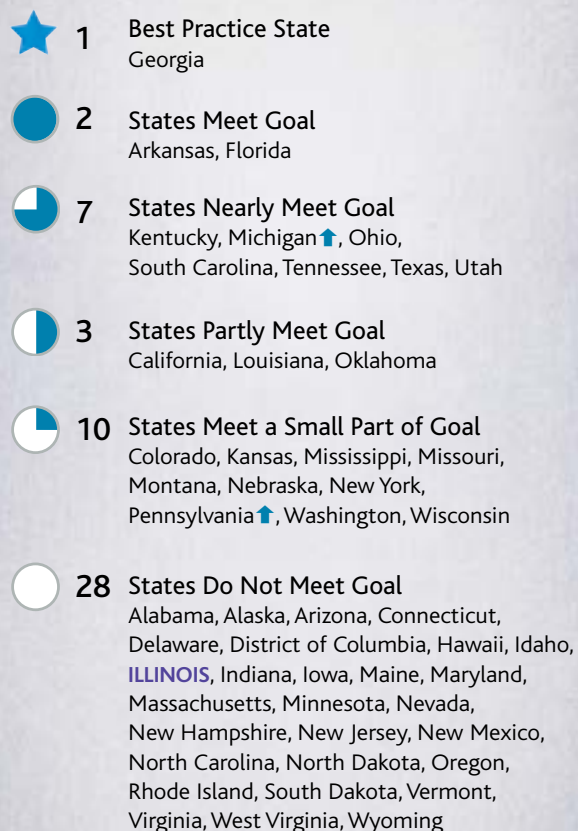 1 Best Practice State
Georgia
2 States Meet Goal
Arkansas, Florida
7 States Nearly Meet Goal
Kentucky, Michigan⬆, Ohio,
South Carolina, Tennessee, Texas, Utah
3 States Partly Meet Goal
California, Louisiana, Oklahoma
10 States Meet a Small Part of Goal
Colorado, Kansas, Mississippi, Missouri,
Montana, Nebraska, New York,
Pennsylvania⬆, Washington, Wisconsin
28 States Do Not Meet Goal
Alabama, Alaska, Arizona, Connecticut,
Delaware, District of Columbia, Hawaii, Idaho,
ILLINOIS, Indiana, Iowa, Maine, Maryland,
Massachusetts, Minnesota, Nevada,
New Hampshire, New Jersey, New Mexico,
North Carolina, North Dakota, Oregon,
Rhode Island, South Dakota, Vermont,
Virginia, West Virginia, Wyoming